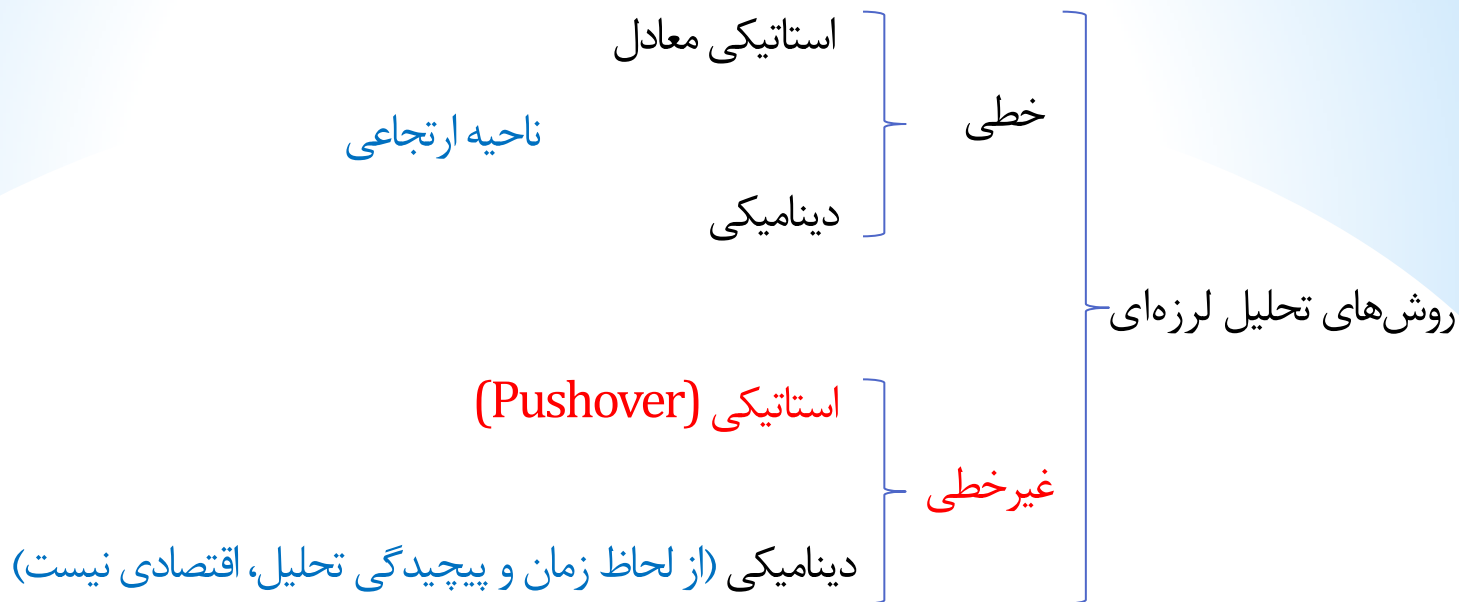 روش‌های تحلیل لرزه‌ای
خطی
استاتیکی معادل
ناحیه ارتجاعی
دینامیکی
غیرخطی
استاتیکی (Pushover)
دینامیکی (از لحاظ زمان و پیچیدگی تحلیل، اقتصادی نیست)